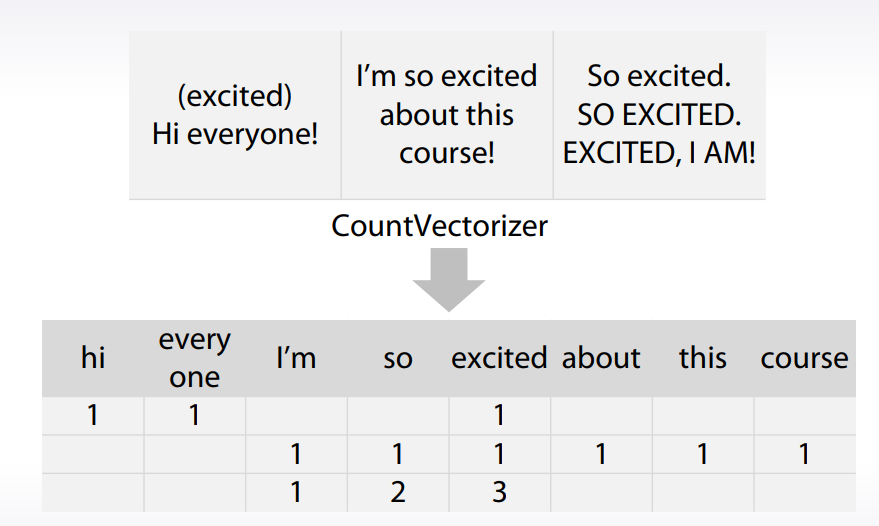 (excited)
Hi everyone!
I'm so excited
about this
course!
So excited.
SO EXCITED.
EXCITED, I AM!
CountVectorizer
hi every one I'm so excited about this course
1 1 1
1 1 1 1 1 1
1 2 3